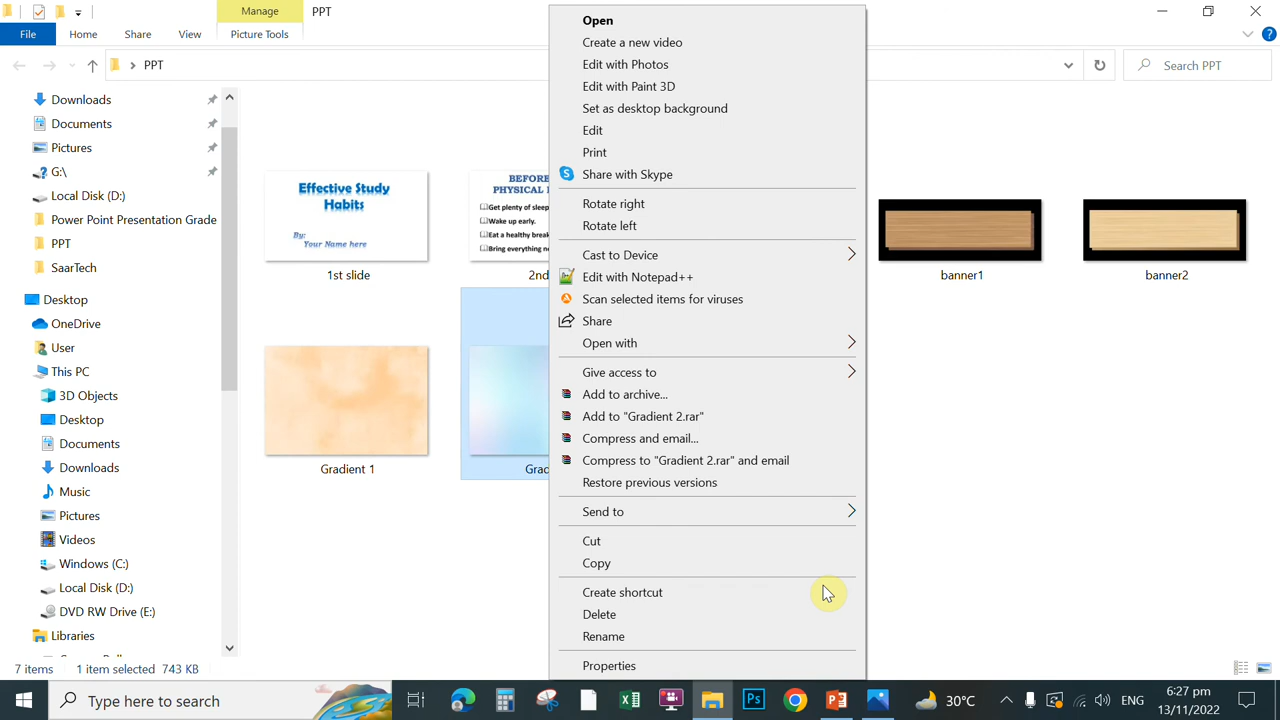 Manage
PPT
File
Home
Share
View
Picture Tools
PPT
Search PPT
Downloads
Documents
Pictures
G:\
Local Disk (D:)
Power Point Presentation Grade
PPT
SaarTech
Desktop
OneDrive
User
This PC
3D Objects
Desktop
Documents
Downloads
Music
Pictures
Videos
Windows (C:)
Local Disk (D:)
DVD RW Drive (E:)
Libraries
Effective Study
Habits
By:
Your Name here
1st slide
BEFORE
PHYSICAL
Get plenty of sleep
Wake up early.
Eat a healthy break
Bring everything
2nd
banner1
banner2
Gradient 1
Grad
Open
Create a new video
Edit with Photos
Edit with Paint 3D
Set as desktop background
Edit
Print
Share with Skype
Rotate right
Rotate left
Cast to Device
Edit with Notepad++
Scan selected items for viruses
Share
Open with
Give access to
Add to archive...
Add to "Gradient 2.rar"
Compress and email...
Compress to "Gradient 2.rar" and email
Restore previous versions
Send to
Cut
Copy
Create shortcut
Delete
Rename
Properties
7 items
1 item selected 743 KB
Type here to search
Ps
30°C
ENG
6:27 pm
13/11/2022